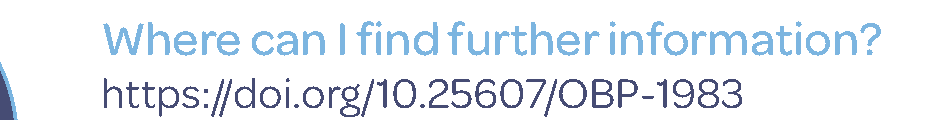 Where can I find further information?
https://doi.org/10.25607/OBP-1983